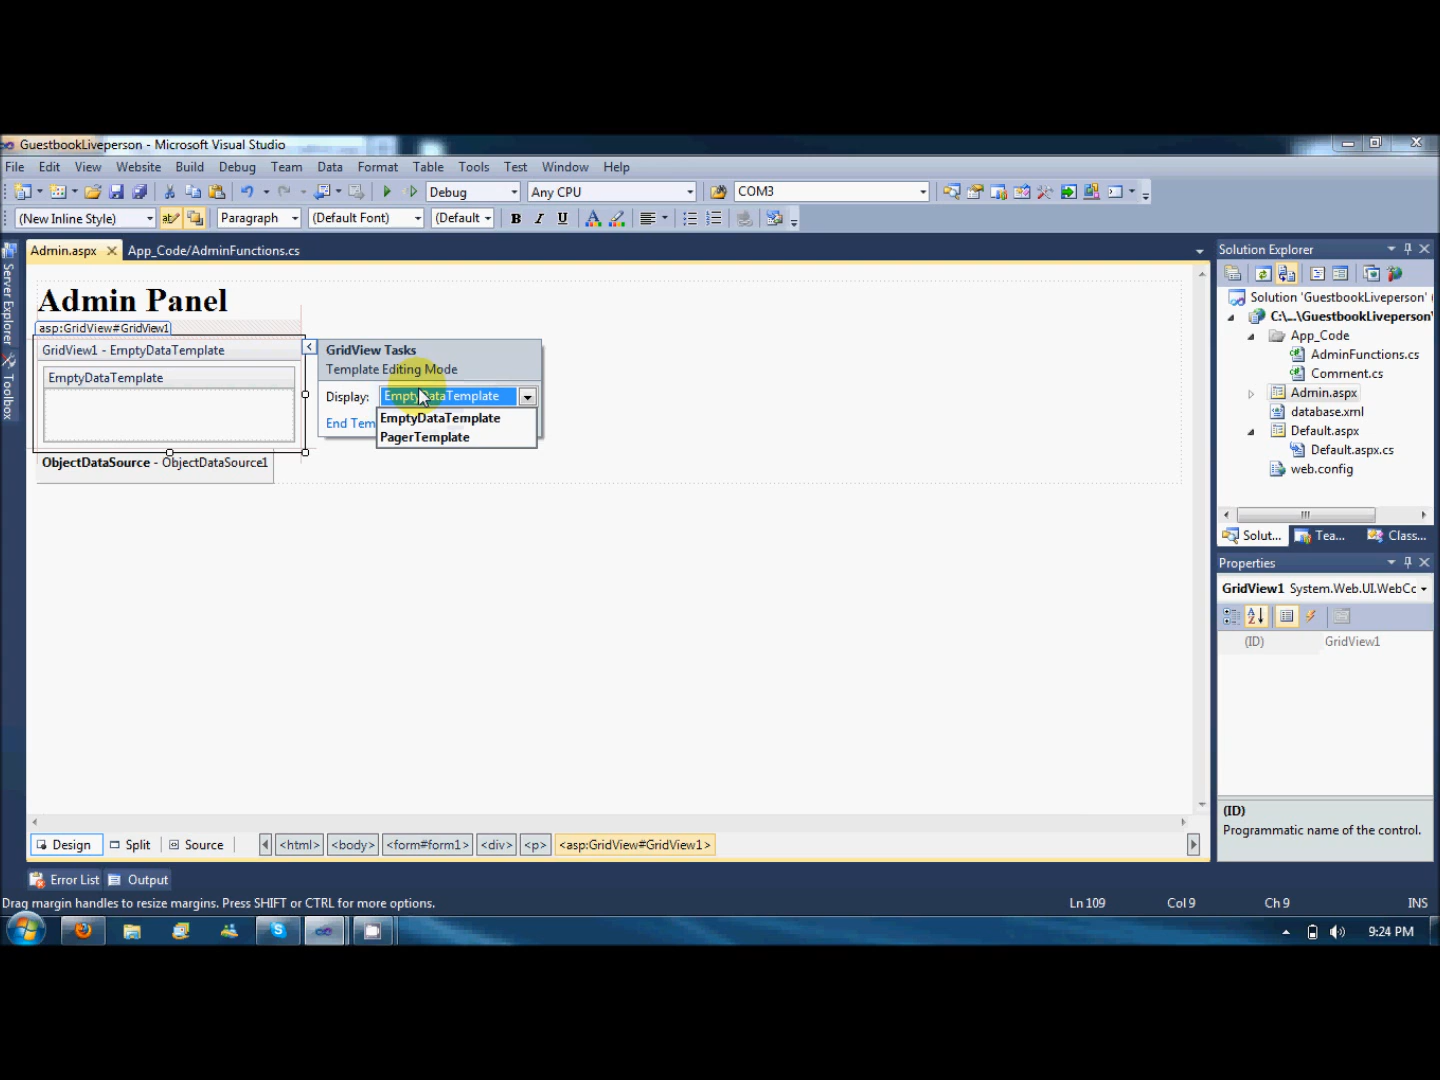 GuestbookLiveperson - Microsoft Visual Studio
File Edit View Website Build Debug Team Data Format Table Tools Test Window Help
Debug Any CPU COM3
(New Inline Style) Paragraph (Default Font) (Default B I U
Admin.aspx App_Code/AdminFunctions.cs
Server Explorer
Toolbox
Admin Panel
asp:GridView#GridView1
GridView1 - EmptyDataTemplate
EmptyDataTemplate
ObjectDataSource - ObjectDataSource1
GridView Tasks
Template Editing Mode
Display: EmptyDataTemplate
EmptyDataTemplate
End Tem PagerTemplate
Solution Explorer
Solution 'GuestbookLiveperson' (
C:\...\GuestbookLiveperson\
App_Code
AdminFunctions.cs
Comment.cs
Admin.aspx
database.xml
Default.aspx
Default.aspx.cs
web.config
Solut... Tea... Class...
Properties
GridView1 System.Web.UI.WebCc
(ID) GridView1
(ID)
Programmatic name of the control.
Design Split Source <html> <body> <form#form1> <div> <p> <asp:GridView#GridView1>
Error List Output
Drag margin handles to resize margins. Press SHIFT or CTRL for more options. Ln 109 Col 9 Ch 9 INS
9:24 PM